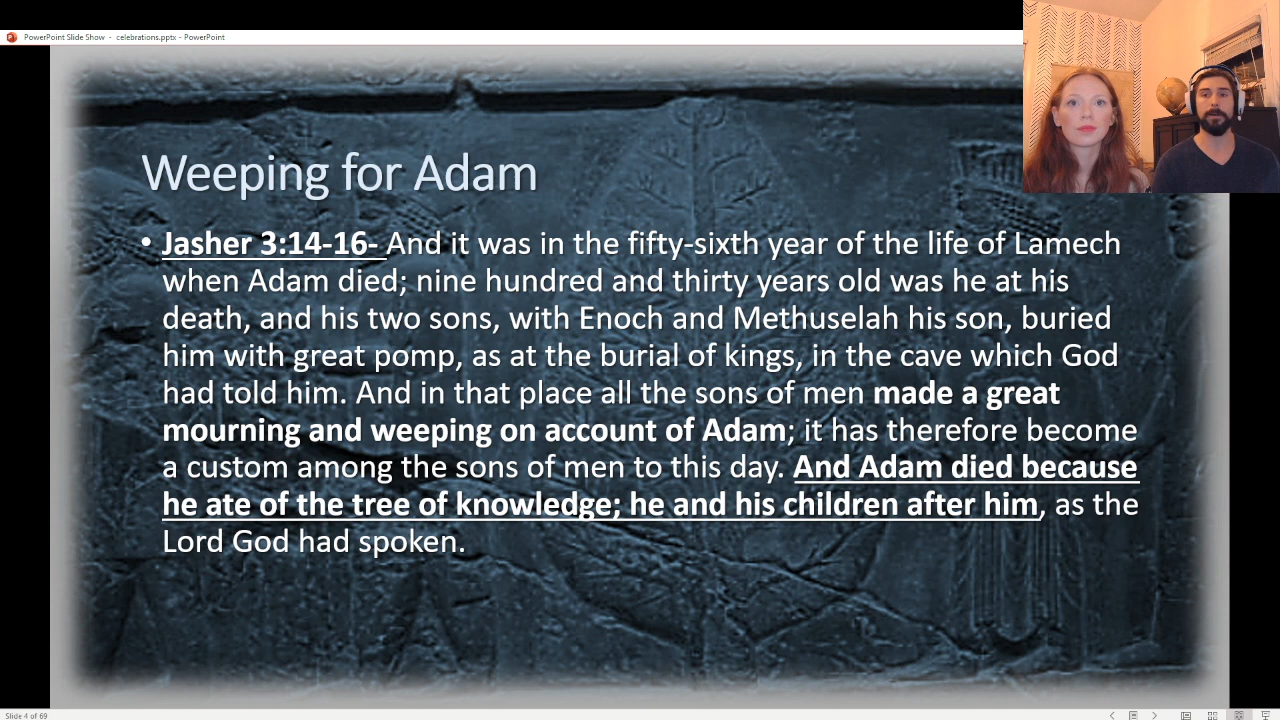 PowerPoint Slide Show - celebrations.pptx - PowerPoint
Weeping for Adam
• Jasher 3:14-16- And it was in the fifty-sixth year of the life of Lamech
when Adam died; nine hundred and thirty years old was he at his
death, and his two sons, with Enoch and Methuselah his son, buried
him with great pomp, as at the burial of kings, in the cave which God
had told him. And in that place all the sons of men made a great
mourning and weeping on account of Adam; it has therefore become
a custom among the sons of men to this day. And Adam died because
he ate of the tree of knowledge; he and his children after him, as the
Lord God had spoken.
Slide 4 of 69